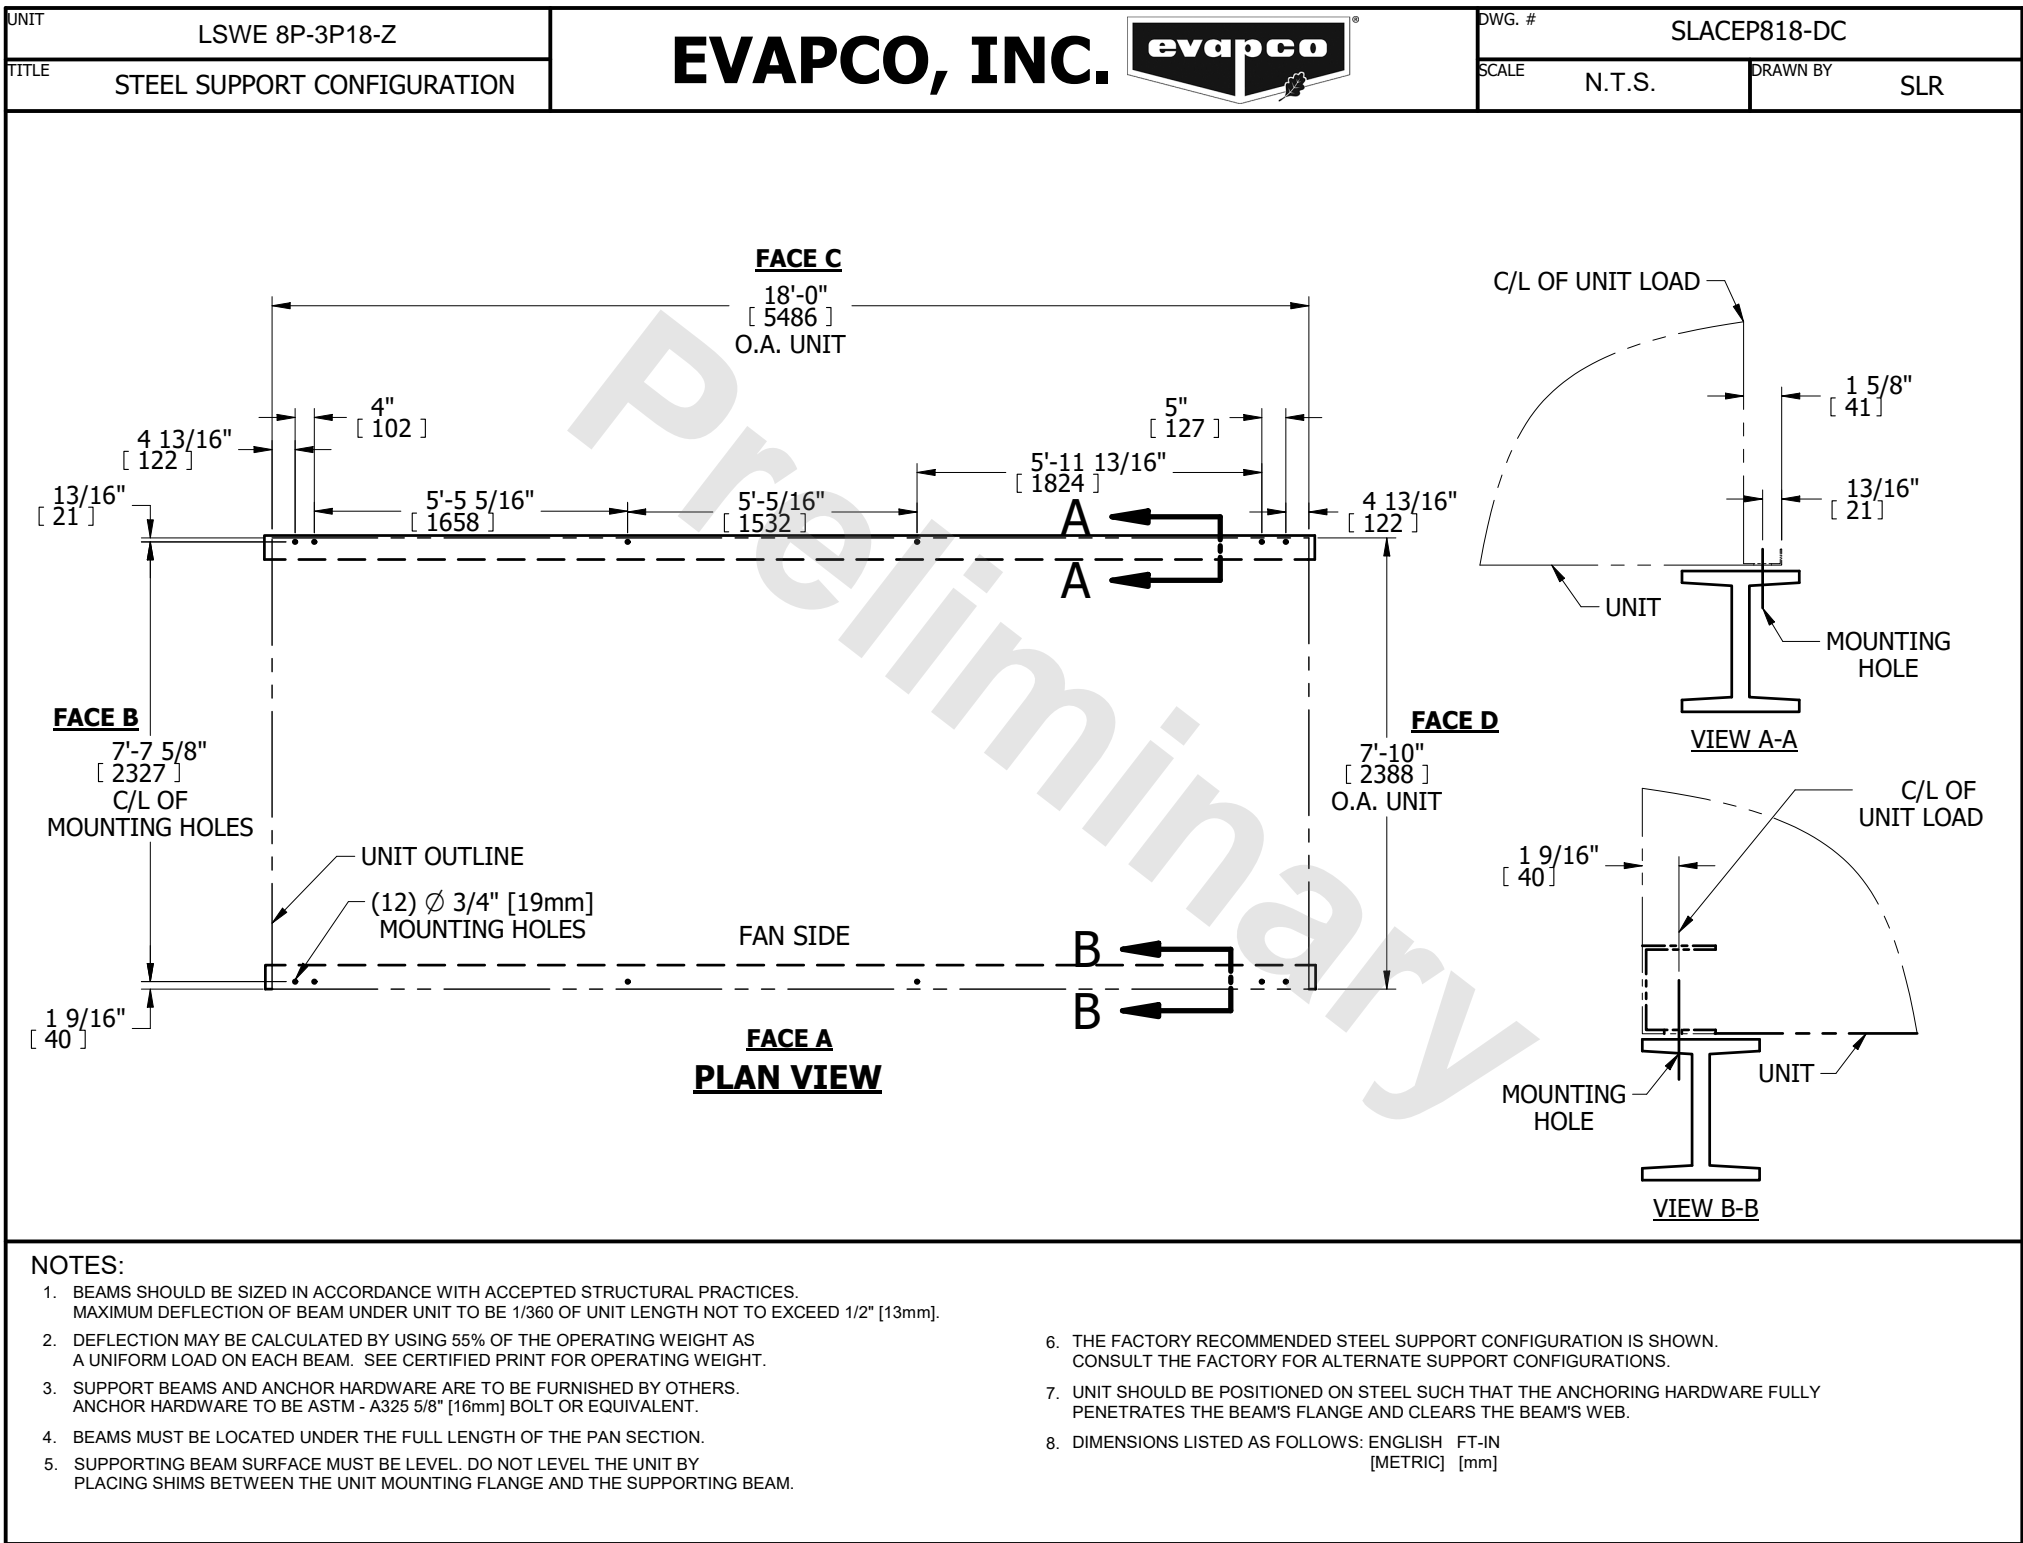 UNIT
LSWE 8P-3P18-Z
TITLE
STEEL SUPPORT CONFIGURATION
EVAPCO, INC.
evapco
®
DWG. #
SLACEP818-DC
SCALE
N.T.S.
DRAWN BY
SLR
FACE C
18'-0"
[ 5486 ]
O.A. UNIT
4"
[ 102 ]
4 13/16"
[ 122 ]
13/16"
[ 21 ]
5'-5 5/16"
[ 1658 ]
5'-5/16"
[ 1532 ]
5'-11 13/16"
[ 1824 ]
5"
[ 127 ]
4 13/16"
[ 122 ]
A
A
FACE B
7'-7 5/8"
[ 2327 ]
C/L OF
MOUNTING HOLES
FACE D
7'-10"
[ 2388 ]
O.A. UNIT
UNIT OUTLINE
(12) Ø 3/4" [19mm]
MOUNTING HOLES
FAN SIDE
B
B
1 9/16"
[ 40 ]
FACE A
PLAN VIEW
Preliminary
C/L OF UNIT LOAD
1 5/8"
[ 41 ]
13/16"
[ 21 ]
UNIT
MOUNTING
HOLE
VIEW A-A
C/L OF
UNIT LOAD
1 9/16"
[ 40 ]
UNIT
MOUNTING
HOLE
VIEW B-B
NOTES:
1. BEAMS SHOULD BE SIZED IN ACCORDANCE WITH ACCEPTED STRUCTURAL PRACTICES.
MAXIMUM DEFLECTION OF BEAM UNDER UNIT TO BE 1/360 OF UNIT LENGTH NOT TO EXCEED 1/2" [13mm].
2. DEFLECTION MAY BE CALCULATED BY USING 55% OF THE OPERATING WEIGHT AS
A UNIFORM LOAD ON EACH BEAM. SEE CERTIFIED PRINT FOR OPERATING WEIGHT.
3. SUPPORT BEAMS AND ANCHOR HARDWARE ARE TO BE FURNISHED BY OTHERS.
ANCHOR HARDWARE TO BE ASTM - A325 5/8" [16mm] BOLT OR EQUIVALENT.
4. BEAMS MUST BE LOCATED UNDER THE FULL LENGTH OF THE PAN SECTION.
5. SUPPORTING BEAM SURFACE MUST BE LEVEL. DO NOT LEVEL THE UNIT BY
PLACING SHIMS BETWEEN THE UNIT MOUNTING FLANGE AND THE SUPPORTING BEAM.
6. THE FACTORY RECOMMENDED STEEL SUPPORT CONFIGURATION IS SHOWN.
CONSULT THE FACTORY FOR ALTERNATE SUPPORT CONFIGURATIONS.
7. UNIT SHOULD BE POSITIONED ON STEEL SUCH THAT THE ANCHORING HARDWARE FULLY
PENETRATES THE BEAM'S FLANGE AND CLEARS THE BEAM'S WEB.
8. DIMENSIONS LISTED AS FOLLOWS: ENGLISH FT-IN
[METRIC] [mm]